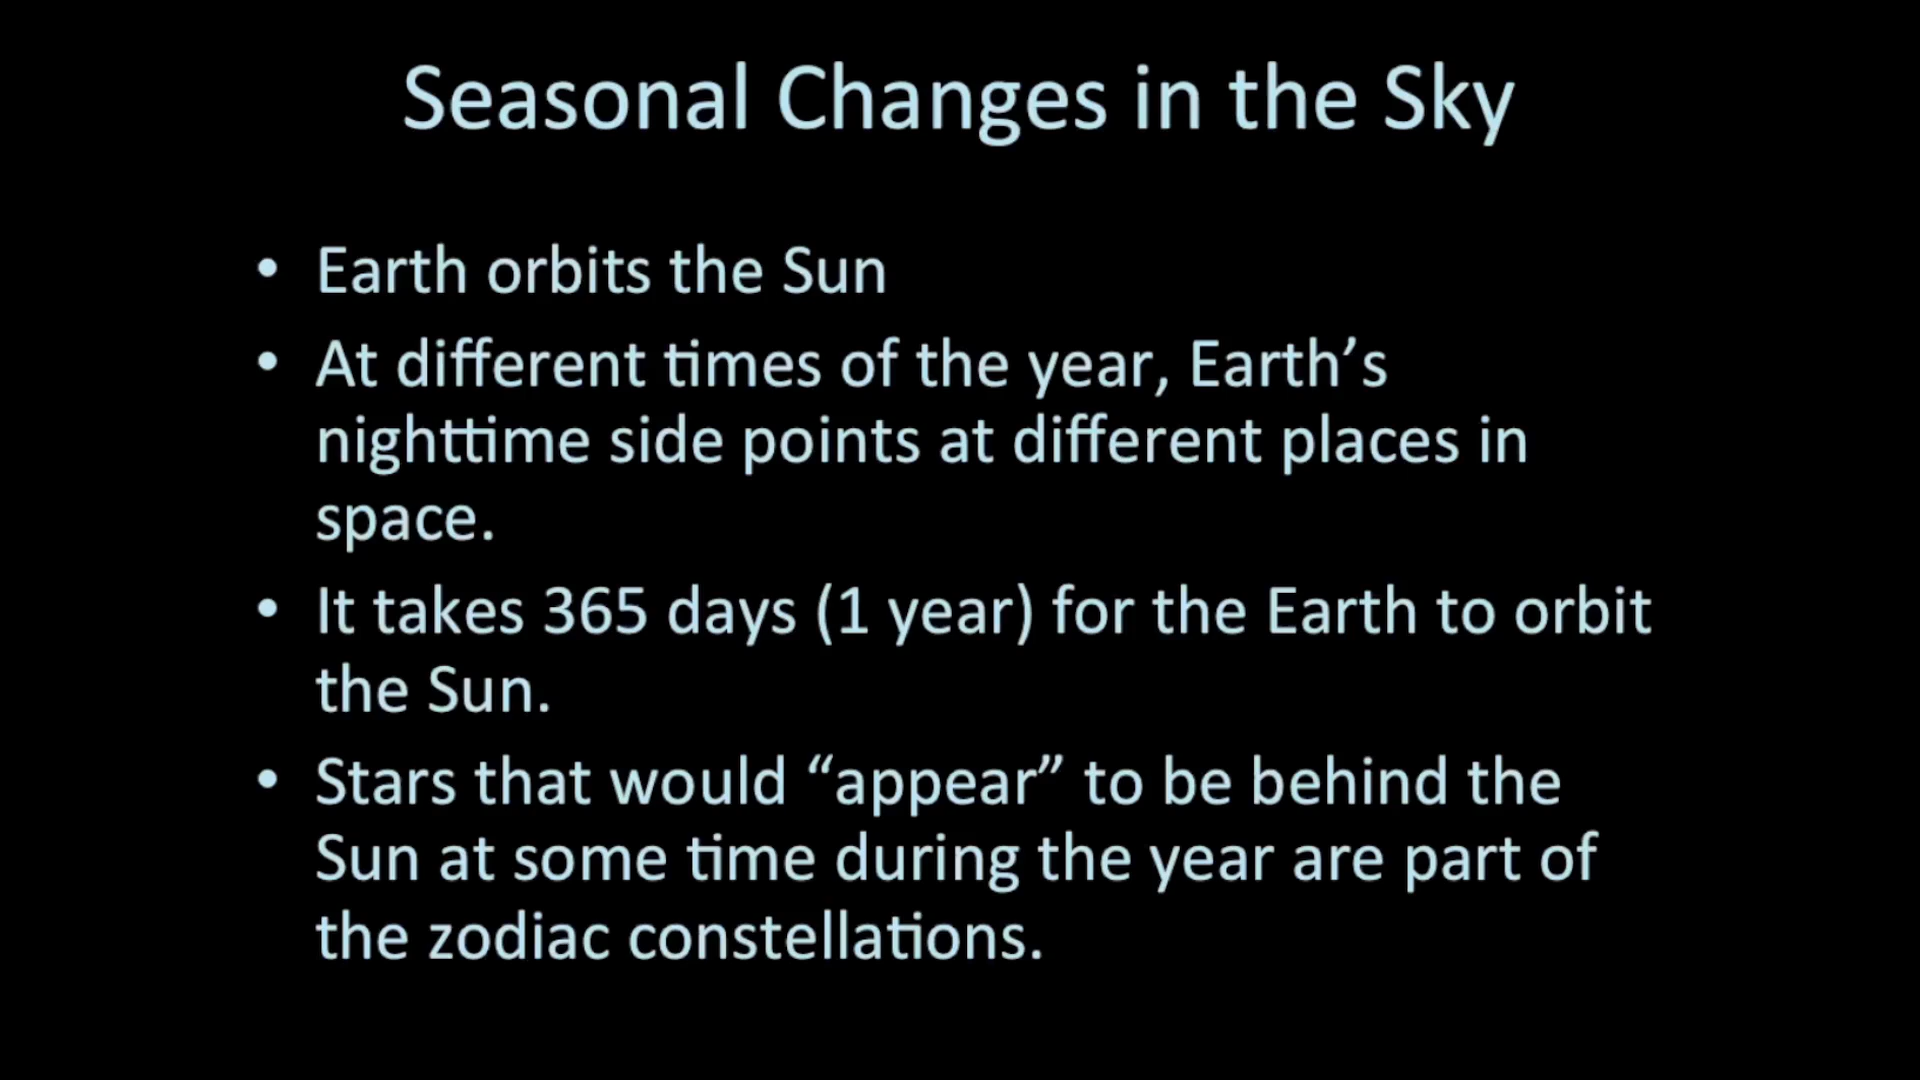 Seasonal Changes in the Sky
• Earth orbits the Sun
• At different times of the year, Earth’s
nighttime side points at different places in
space.
• It takes 365 days (1 year) for the Earth to orbit
the Sun.
• Stars that would “appear” to be behind the
Sun at some time during the year are part of
the zodiac constellations.